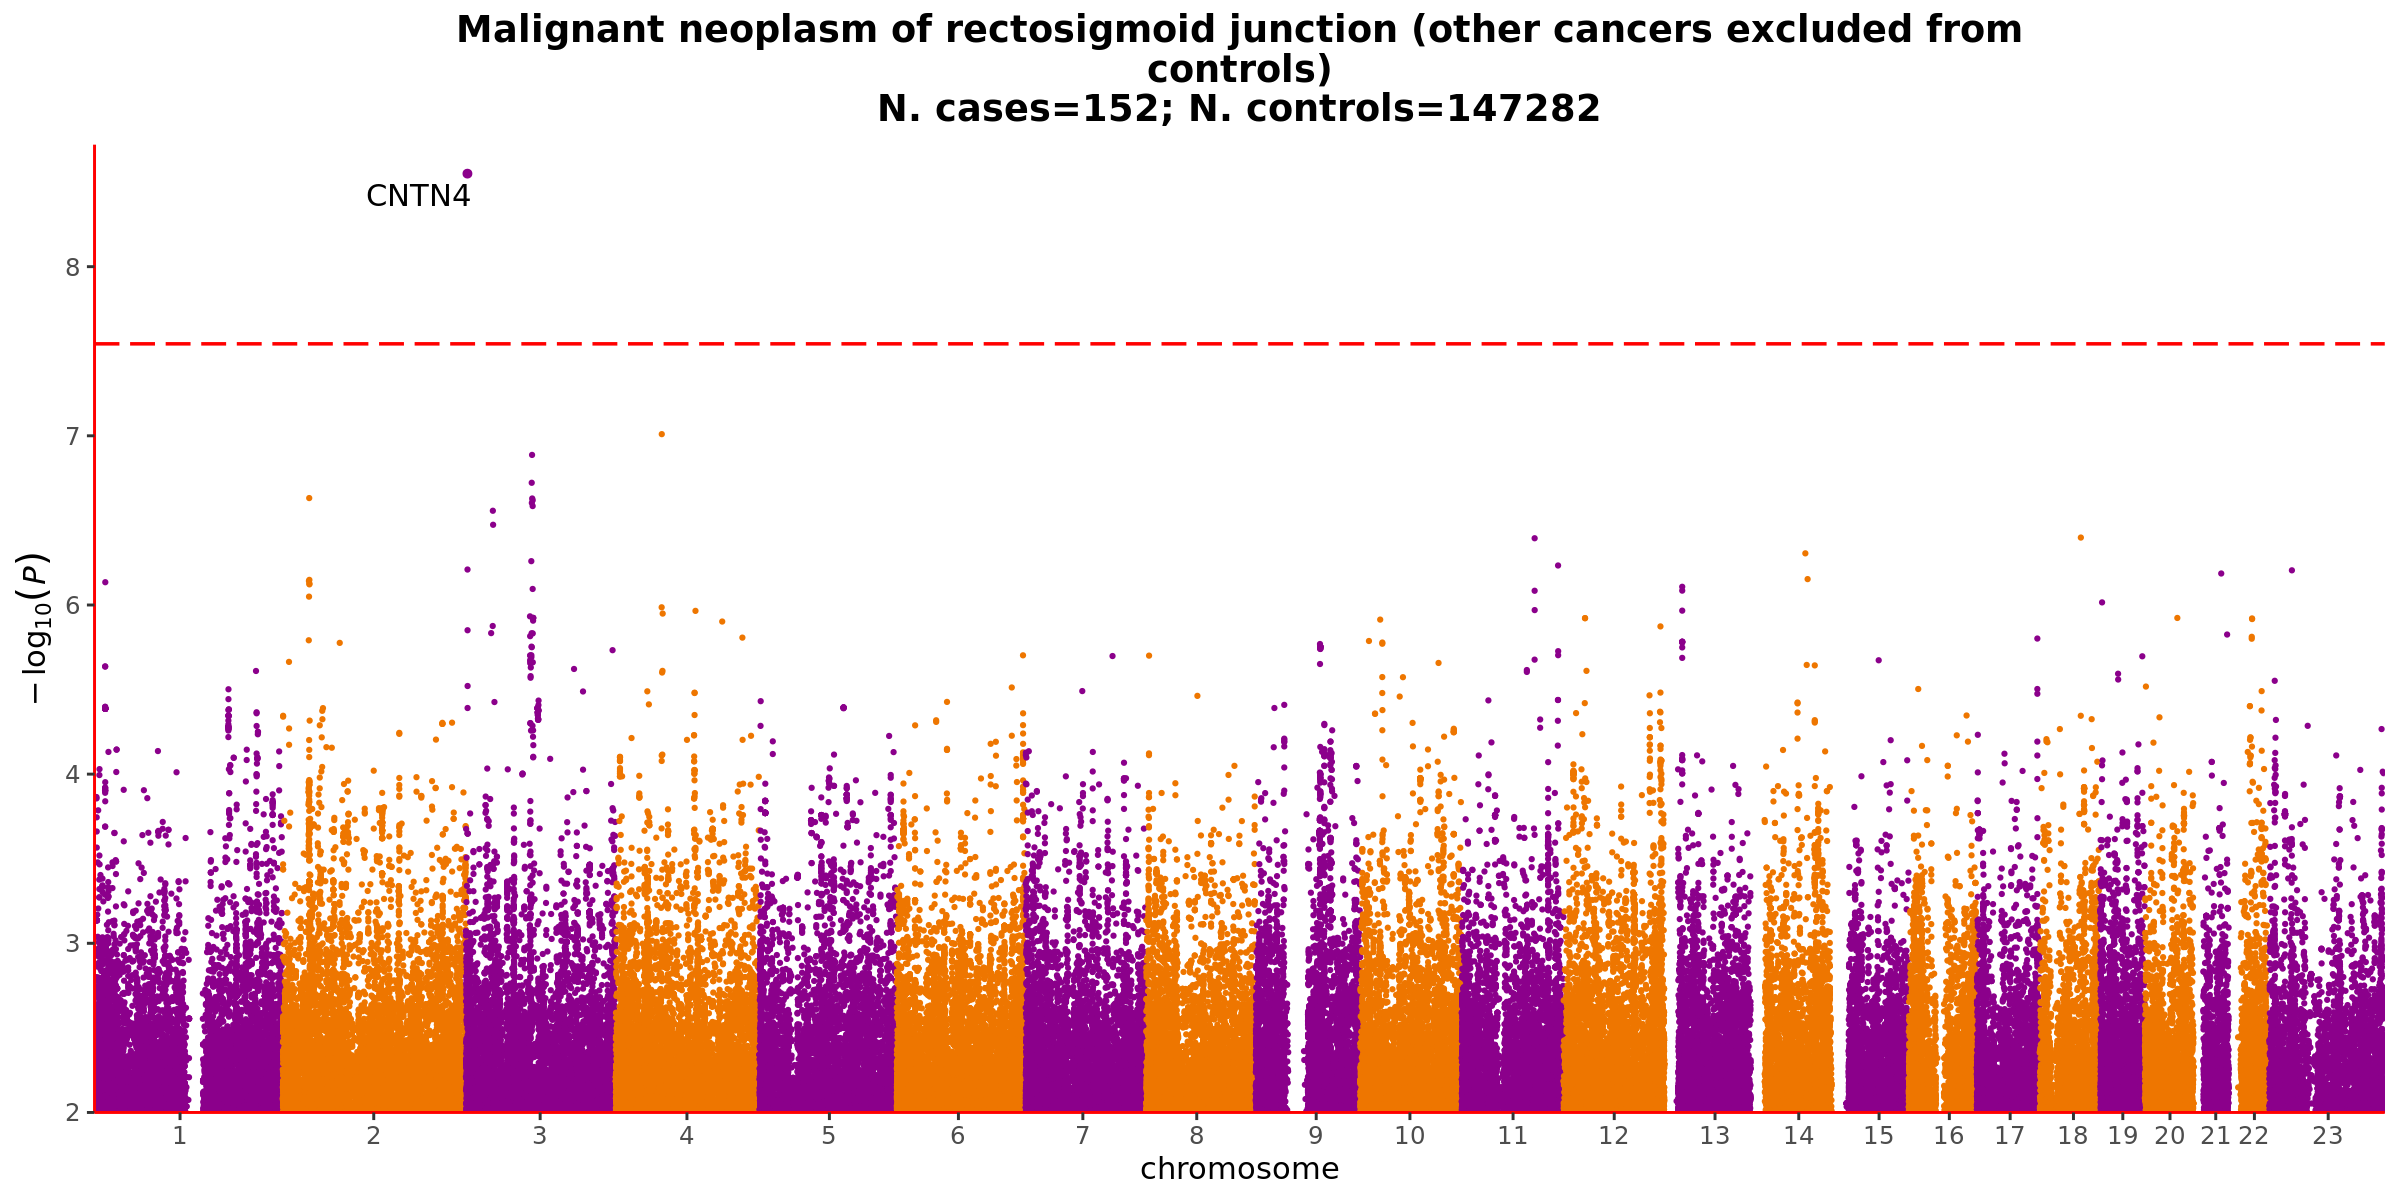 Malignant neoplasm of rectosigmoid junction (other cancers excluded from
controls)
N. cases=152; N. controls=147282
CNTN4
8
7
6
5
4
3
2
−log10(P)
1 2 3 4 5 6 7 8 9 10 11 12 13 14 15 16 17 18 19 20 21 22 23
chromosome